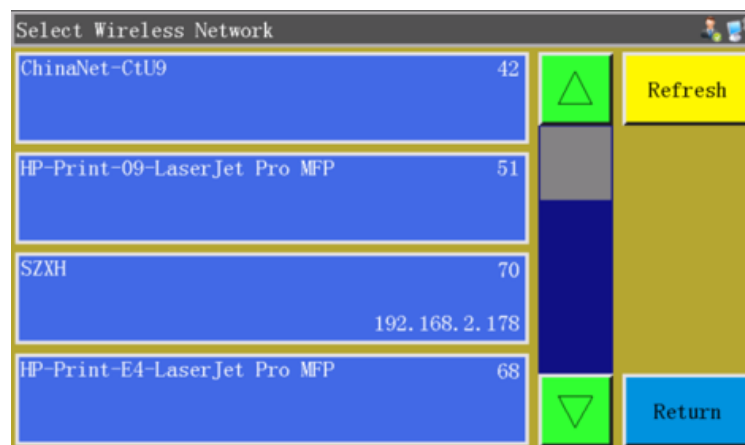 Select Wireless Network
ChinaNet-CtU9 42
Refresh
HP-Print-09-LaserJet Pro MFP 51
SZXH 70
192.168.2.178
HP-Print-E4-LaserJet Pro MFP 68
Return